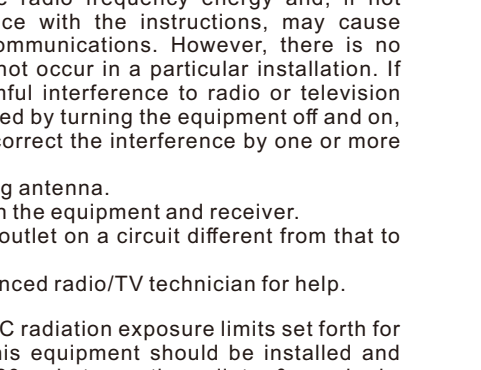 radio frequency energy and, if not
ce with the instructions, may cause
ommunications. However, there is no
not occur in a particular installation. If
nful interference to radio or television
ed by turning the equipment off and on,
correct the interference by one or more
g antenna.
n the equipment and receiver.
outlet on a circuit different from that to
nced radio/TV technician for help.
C radiation exposure limits set forth for
his equipment should be installed and